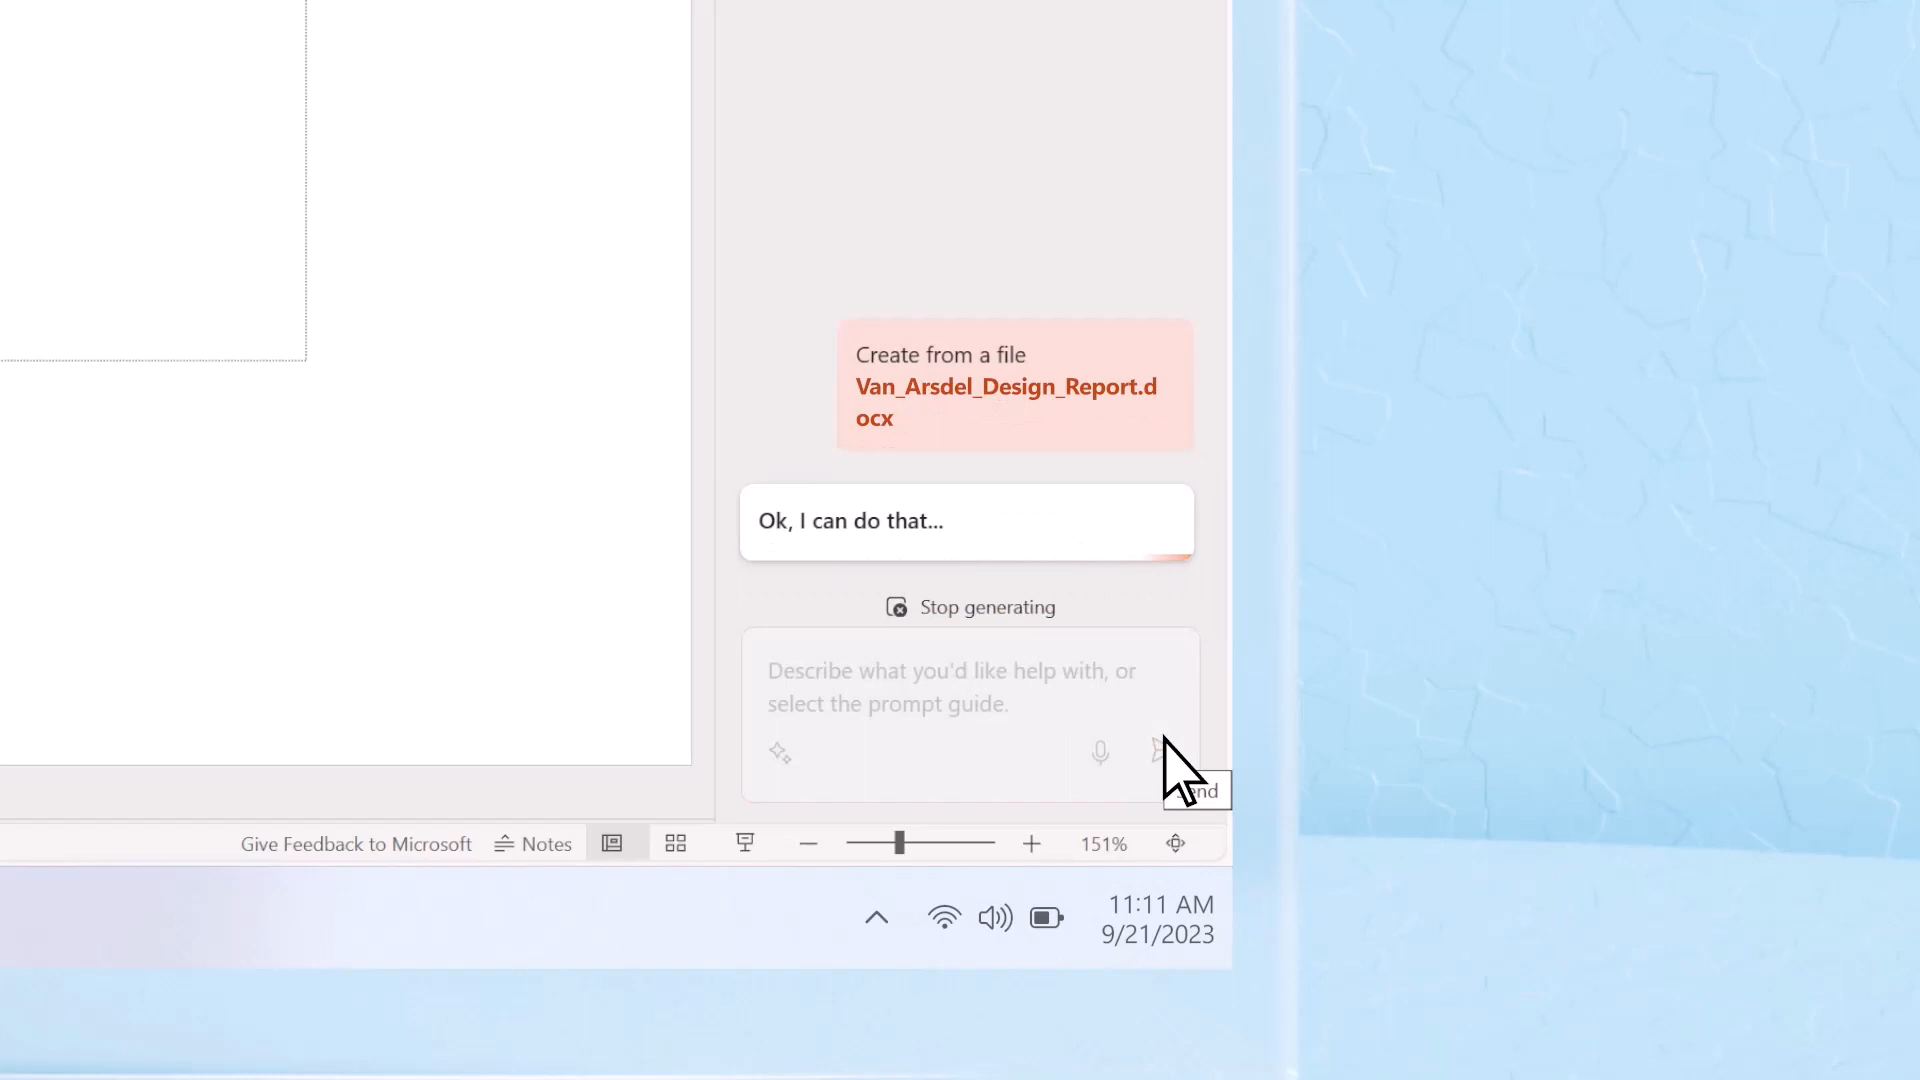 Create from a file
Van_Arsdel_Design_Report.d
ocx
Ok, I can do that...
Stop generating
Describe what you'd like help with, or
select the prompt guide.
Give Feedback to Microsoft
Notes
151%
11:11 AM
9/21/2023